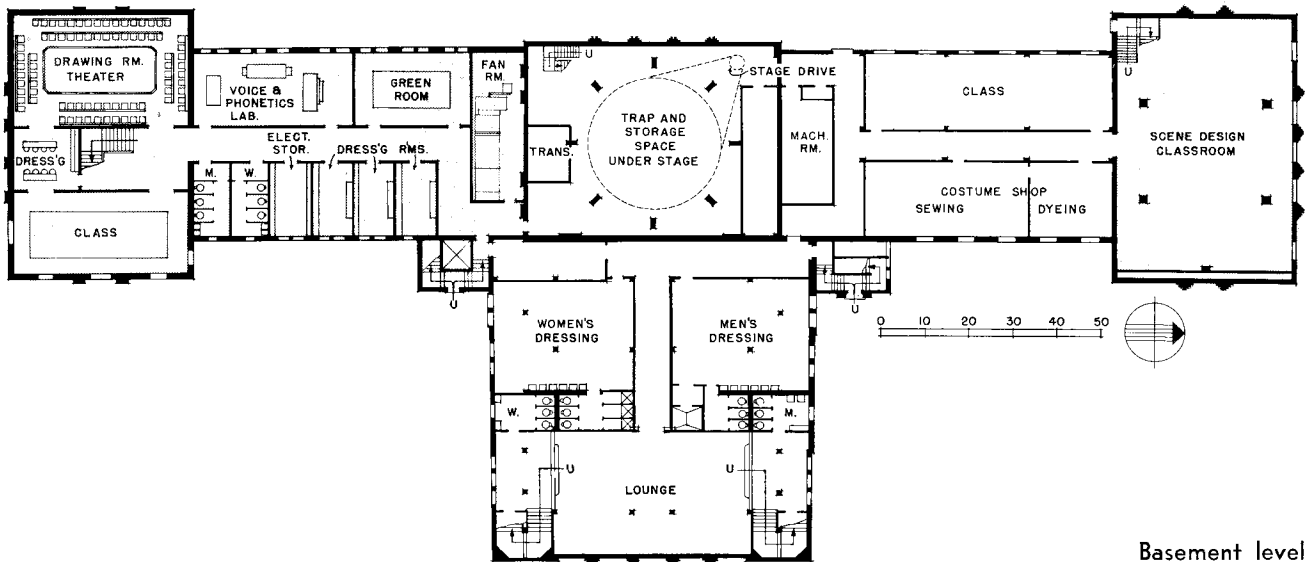 DRAWING RM.
THEATER
VOICE &
PHONETICS
LAB.
GREEN
ROOM
FAN
RM.
U
STAGE DRIVE
CLASS
U
TRAP AND
STORAGE
SPACE
UNDER STAGE
MACH.
RM.
SCENE DESIGN
CLASSROOM
DRESS'G
ELECT.
STOR.
DRESS'G RMS.
TRANS.
M.
W.
COSTUME SHOP
SEWING
DYEING
CLASS
U
U
0 10 20 30 40 50
WOMEN'S
DRESSING
MEN'S
DRESSING
W.
M.
U
U
LOUNGE
Basement level